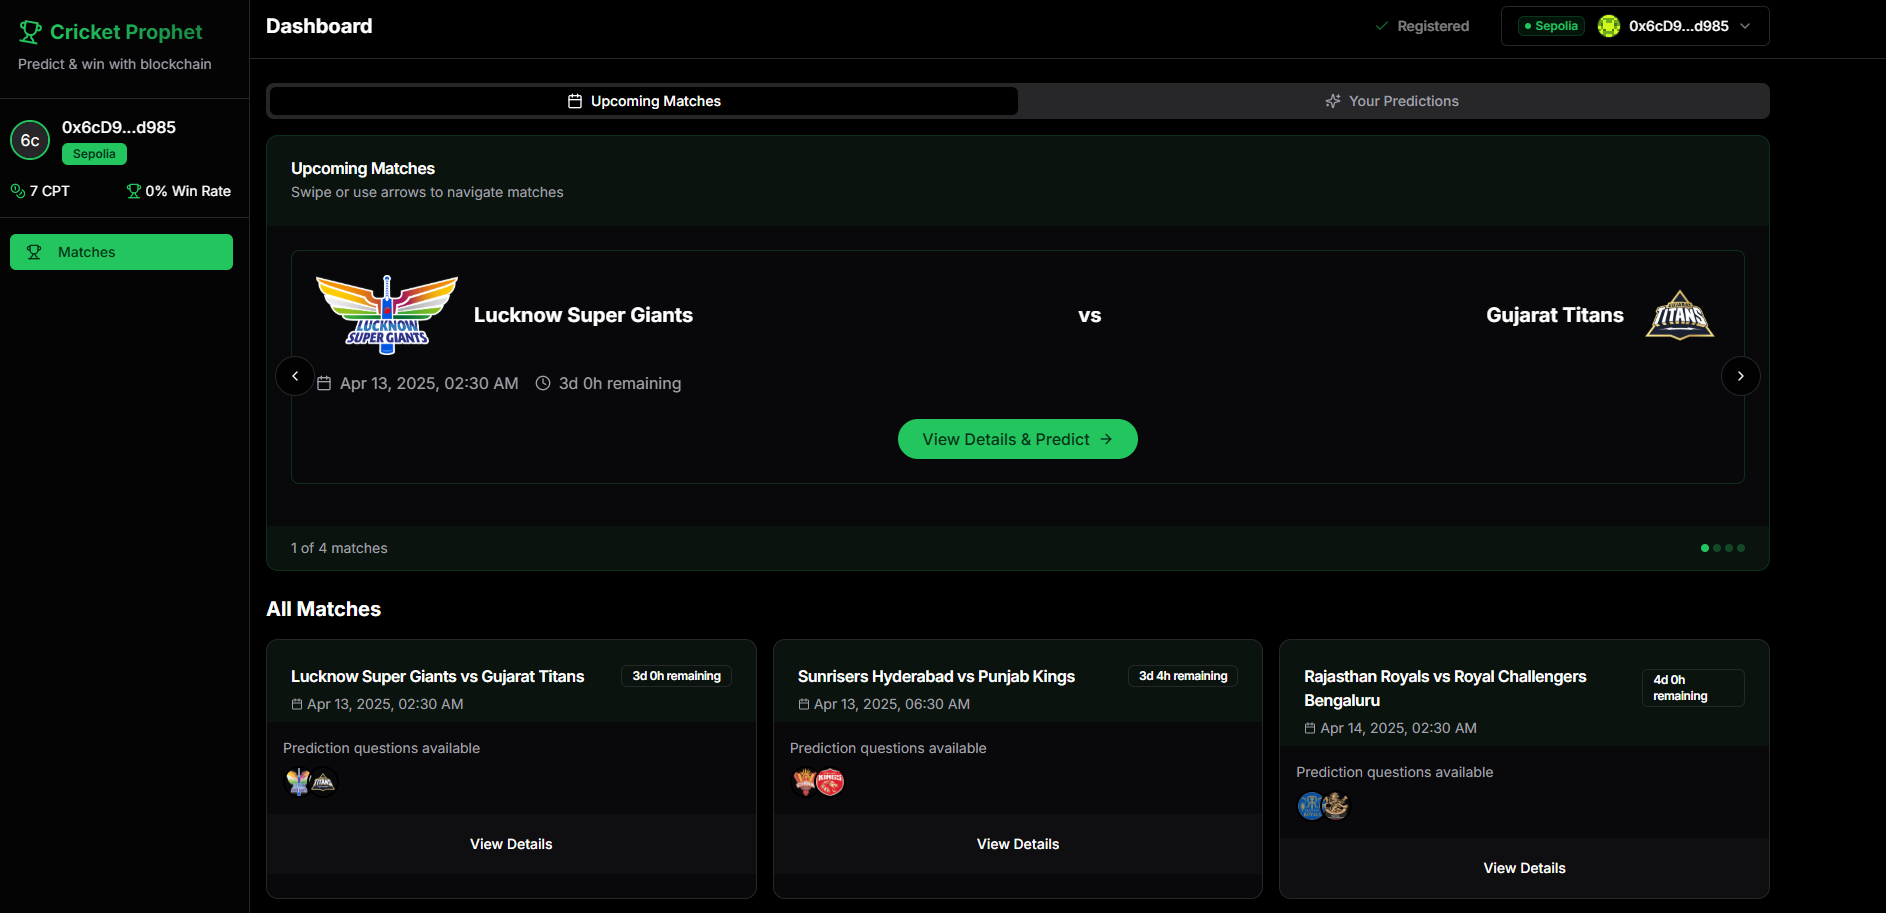 Cricket Prophet
Predict & win with blockchain
6c
0x6cD9...d985
Sepolia
7 CPT
0% Win Rate
Matches
Dashboard
Registered
Sepolia
0x6cD9...d985
Upcoming Matches
Your Predictions
Upcoming Matches
Swipe or use arrows to navigate matches
LUCKNOW
SUPER GIANTS
Lucknow Super Giants
vs
Gujarat Titans
GUJARAT
TITANS
Apr 13, 2025, 02:30 AM
3d 0h remaining
View Details & Predict
1 of 4 matches
All Matches
Lucknow Super Giants vs Gujarat Titans
3d 0h remaining
Apr 13, 2025, 02:30 AM
Prediction questions available
TITANS
View Details
Sunrisers Hyderabad vs Punjab Kings
3d 4h remaining
Apr 13, 2025, 06:30 AM
Prediction questions available
KINGS
View Details
Rajasthan Royals vs Royal Challengers
Bengaluru
4d 0h
remaining
Apr 14, 2025, 02:30 AM
Prediction questions available
View Details